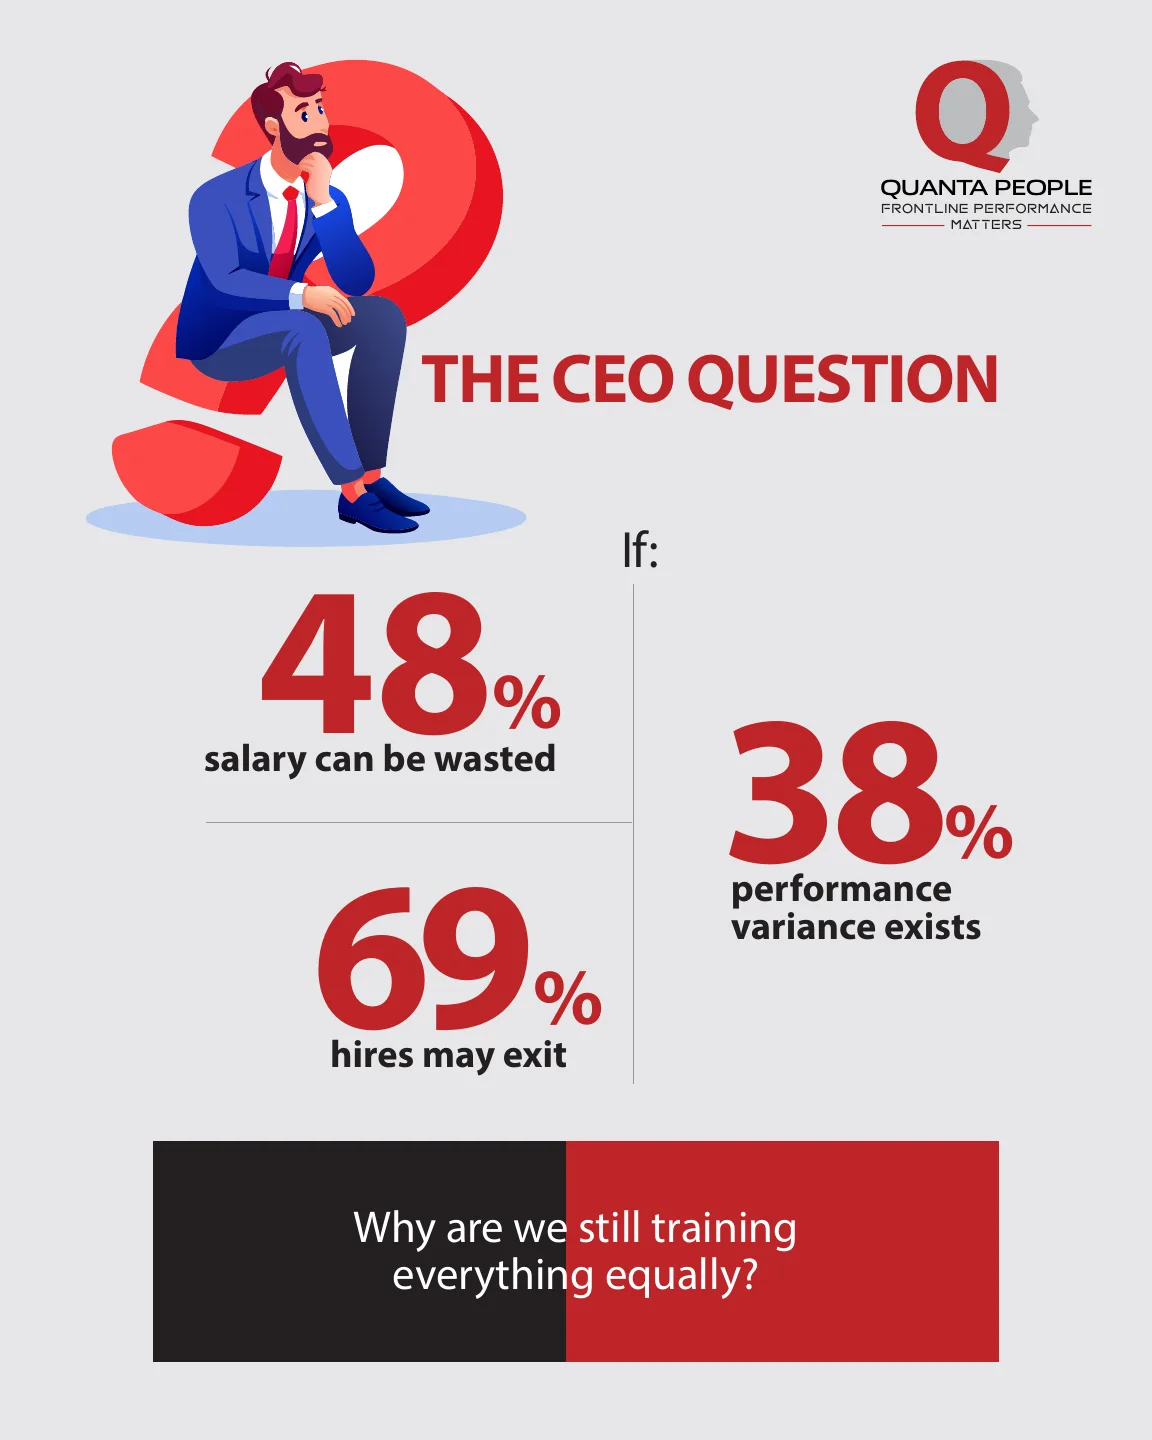 QUANTA PEOPLE
FRONTLINE PERFORMANCE
MATTERS
THE CEO QUESTION
If:
48%
salary can be wasted
69%
hires may exit
38%
performance
variance exists
Why are we still training
everything equally?